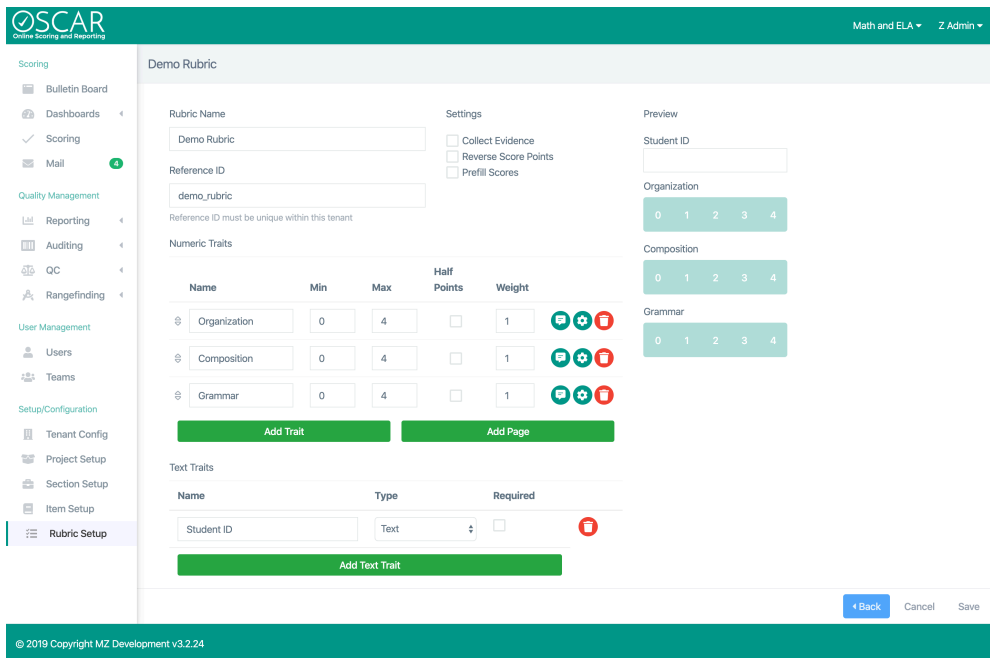 OSCAR
Online Scoring and Reporting
Math and ELA
Z Admin
Scoring
Bulletin Board
Dashboards
Scoring
Mail 4
Quality Management
Reporting
Auditing
QC
Rangefinding
User Management
Users
Teams
Setup/Configuration
Tenant Config
Project Setup
Section Setup
Item Setup
Rubric Setup
Demo Rubric
Rubric Name
Demo Rubric
Reference ID
demo_rubric
Reference ID must be unique within this tenant
Settings
Collect Evidence
Reverse Score Points
Prefill Scores
Numeric Traits
Name Min Max Half Points Weight
Organization 0 4 1
Composition 0 4 1
Grammar 0 4 1
Add Trait Add Page
Text Traits
Name Type Required
Student ID Text
Add Text Trait
Preview
Student ID
Organization
0 1 2 3 4
Composition
0 1 2 3 4
Grammar
0 1 2 3 4
Back Cancel Save
© 2019 Copyright MZ Development v3.2.24